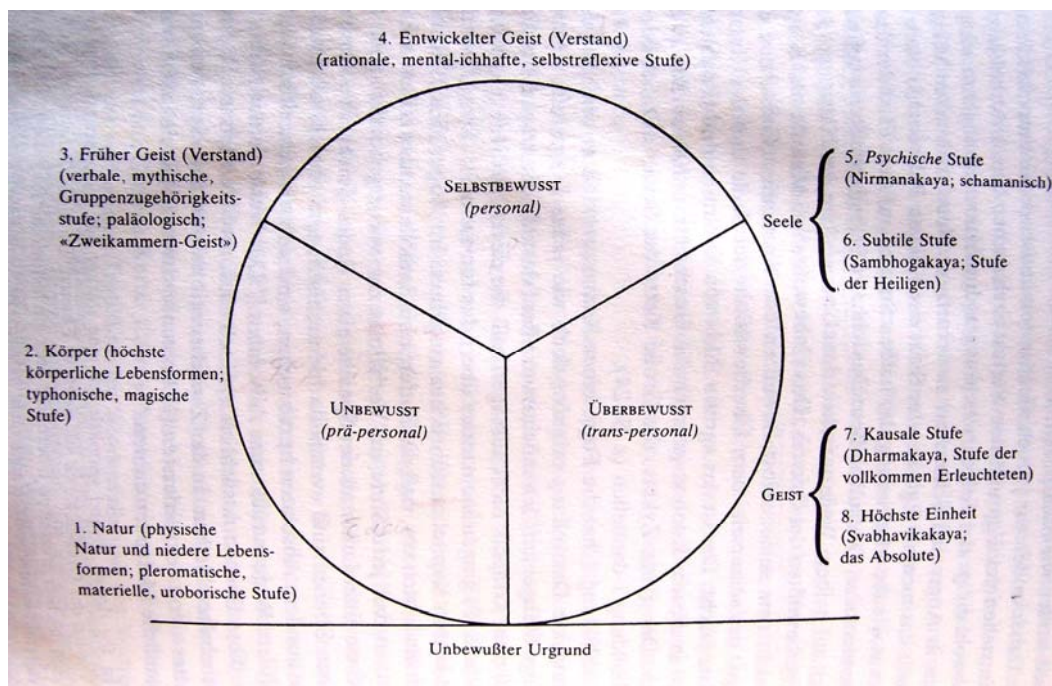 4. Entwickelter Geist (Verstand)
(rationale, mental-ichhafte, selbstreflexive Stufe)
3. Früher Geist (Verstand)
(verbale, mythische,
Gruppenzugehörigkeits-
stufe; paläologisch;
«Zweikammern-Geist»)
SELBSTBEWUSST
(personal)
Seele
5. Psychische Stufe
(Nirmanakaya; schamanisch)
6. Subtile Stufe
(Sambhogakaya; Stufe
der Heiligen)
2. Körper (höchste
körperliche Lebensformen;
typhonische, magische
Stufe)
UNBEWUSST
(prä-personal)
ÜBERBEWUSST
(trans-personal)
GEIST
7. Kausale Stufe
(Dharmakaya, Stufe der
vollkommen Erleuchteten)
8. Höchste Einheit
(Svabhavikakaya;
das Absolute)
1. Natur (physische
Natur und niedere Lebens-
formen; pleromatische,
materielle, uroborische Stufe)
Unbewußter Urgrund